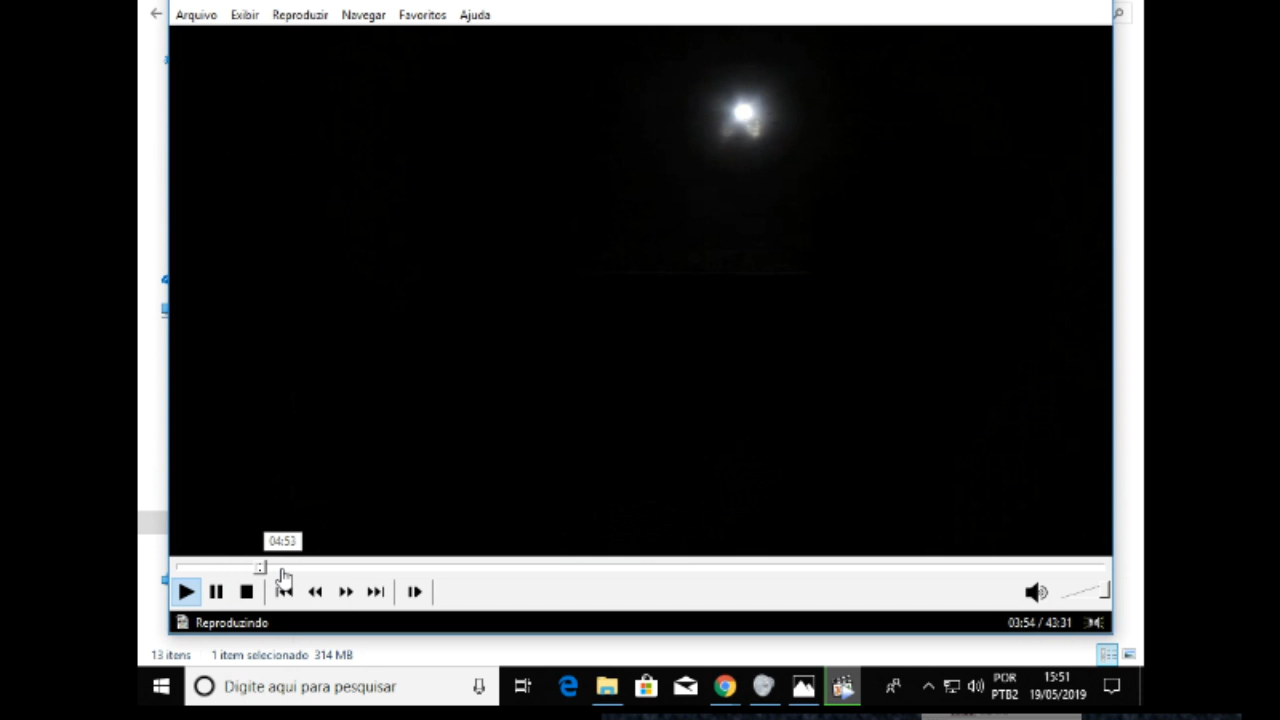 Arquivo Exibir Reproduzir Navegar Favoritos Ajuda
04:53
Reproduzindo 03:54 / 43:31
13 itens 1 item selecionado 314 MB
Digite aqui para pesquisar
POR 15:51
PTB2 19/05/2019